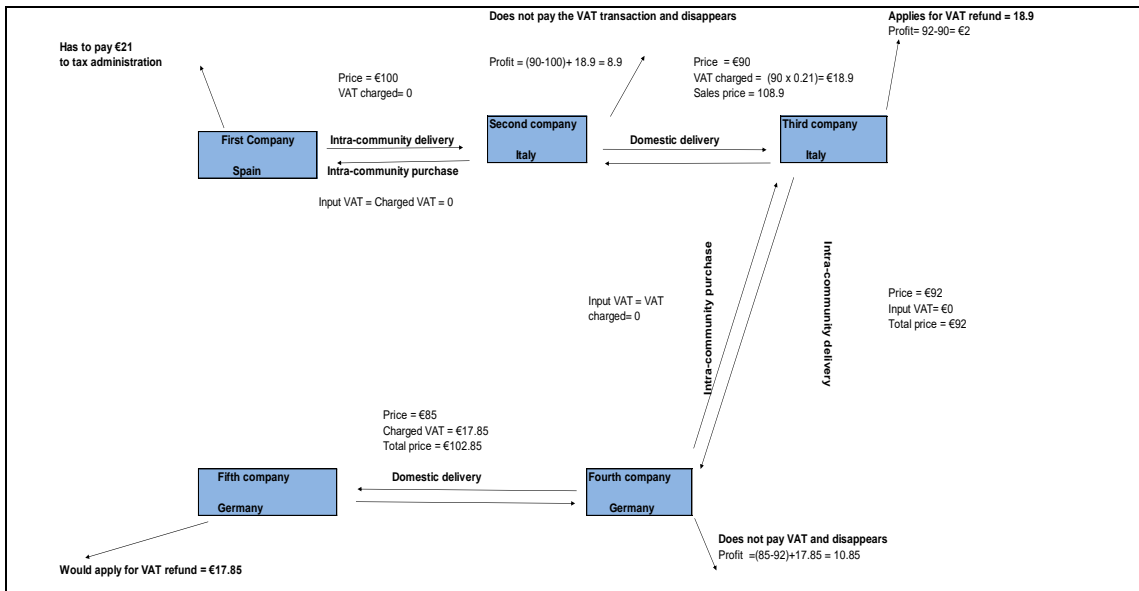 Does not pay the VAT transaction and disappears
Applies for VAT refund = 18.9
Profit= 92-90= €2
Has to pay €21
to tax administration
Profit = (90-100)+ 18.9 = 8.9
Price = €90
VAT charged = (90 x 0.21)= €18.9
Sales price = 108.9
Price = €100
VAT charged= 0
First Company
Spain
Intra-community delivery
Intra-community purchase
Second company
Italy
Domestic delivery
Third company
Italy
Input VAT = Charged VAT = 0
Input VAT = VAT
charged= 0
Intra-community purchase
Intra-community delivery
Price = €92
Input VAT= €0
Total price = €92
Price = €85
Charged VAT = €17.85
Total price = €102.85
Fifth company
Germany
Domestic delivery
Fourth company
Germany
Does not pay VAT and disappears
Profit =(85-92)+17.85 = 10.85
Would apply for VAT refund = €17.85